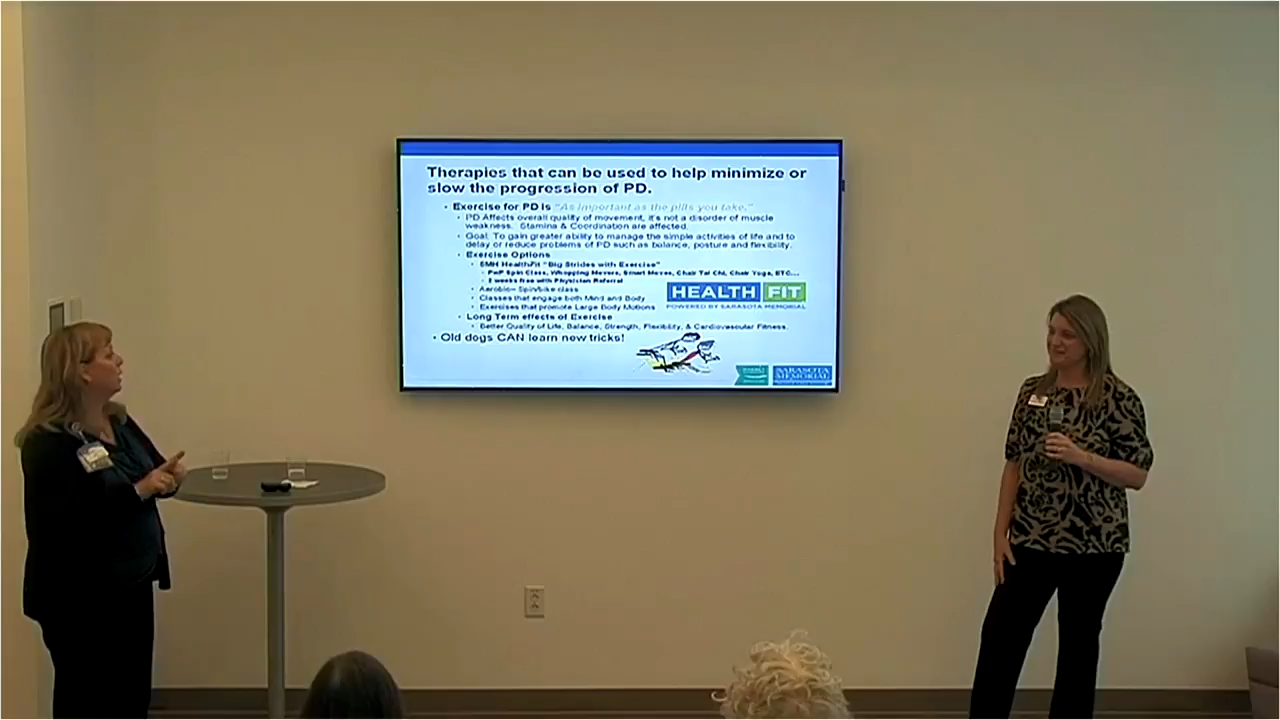 Therapies that can be used to help minimize or
slow the progression of PD.
• Exercise for PD is "As important as the pills you take."
• PD Affects overall quality of movement, it's not a disorder of muscle
weakness. Stamina & Coordination are affected.
• Goal: To gain greater ability to manage the simple activities of life and to
delay or reduce problems of PD such as balance, posture and flexibility.
• Exercise Options
• SMH HealthFit "Big Strides with Exercise"
• PwP Spin Class, Whopping Movers, Smart Moves, Chair Tai Chi, Chair Yoga, ETC...
• 2 weeks free with Physician Referral
• Aerobic– Spin/bike class
• Classes that engage both Mind and Body
• Exercises that promote Large Body Motions
HEALTH FIT
POWERED BY SARASOTA MEMORIAL
• Long Term effects of Exercise
• Better Quality of Life, Balance, Strength, Flexibility, & Cardiovascular Fitness.
• Old dogs CAN learn new tricks!
SARASOTA
MEMORIAL